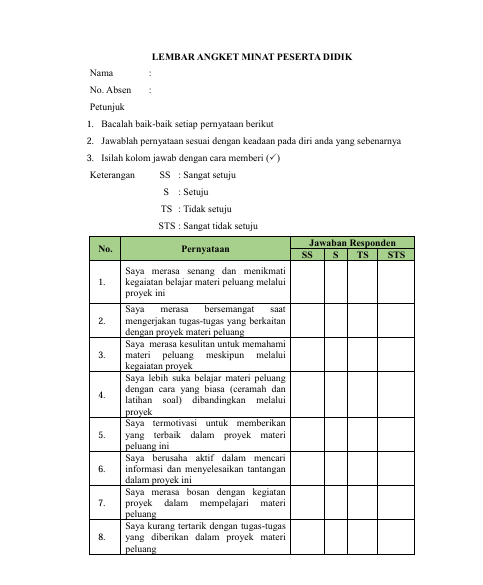 LEMBAR ANGKET MINAT PESERTA DIDIK
Nama :
No. Absen :
Petunjuk
1. Bacalah baik-baik setiap pernyataan berikut
2. Jawablah pernyataan sesuai dengan keadaan pada diri anda yang sebenarnya
3. Isilah kolom jawab dengan cara memberi (✓)
Keterangan SS : Sangat setuju
S : Setuju
TS : Tidak setuju
STS : Sangat tidak setuju
No. Pernyataan Jawaban Responden
SS S TS STS
1. Saya merasa senang dan menikmati
kegaiatan belajar materi peluang melalui
proyek ini
2. Saya merasa bersemangat saat
mengerjakan tugas-tugas yang berkaitan
dengan proyek materi peluang
3. Saya merasa kesulitan untuk memahami
materi peluang meskipun melalui
kegaiatan proyek
4. Saya lebih suka belajar materi peluang
dengan cara yang biasa (ceramah dan
latihan soal) dibandingkan melalui
proyek
5. Saya termotivasi untuk memberikan
yang terbaik dalam proyek materi
peluang ini
6. Saya berusaha aktif dalam mencari
informasi dan menyelesaikan tantangan
dalam proyek ini
7. Saya merasa bosan dengan kegiatan
proyek dalam mempelajari materi
peluang
8. Saya kurang tertarik dengan tugas-tugas
yang diberikan dalam proyek materi
peluang